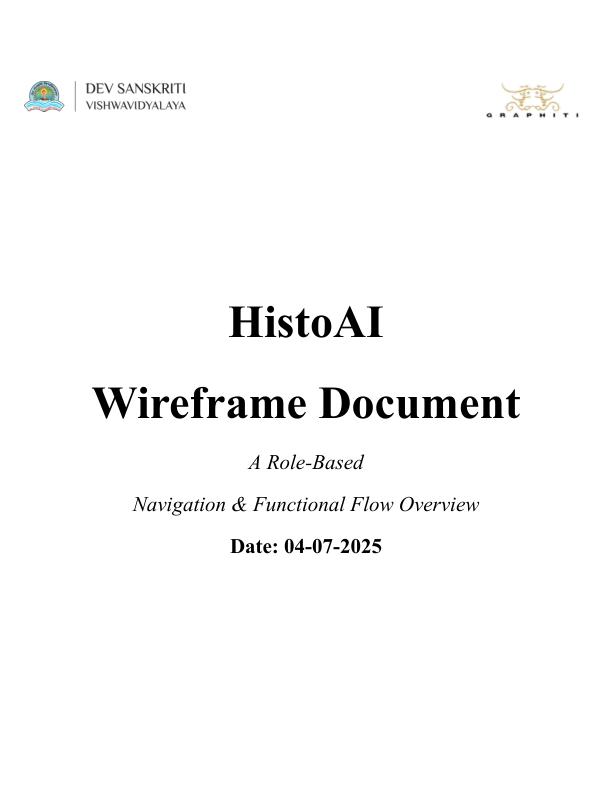 DEV SANSKRITI
VISHWAVIDYALAYA
GRAPHITI
HistoAI
Wireframe Document
A Role-Based
Navigation & Functional Flow Overview
Date: 04-07-2025